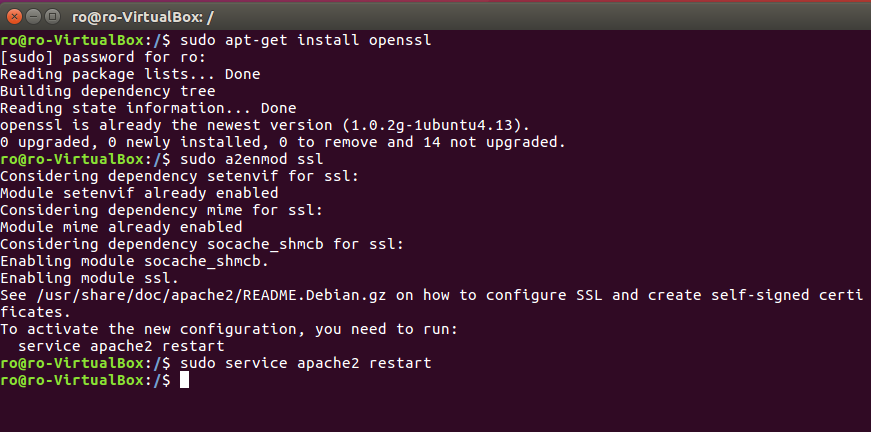 ro@ro-VirtualBox: /
ro@ro-VirtualBox:/$ sudo apt-get install openssl
[sudo] password for ro:
Reading package lists... Done
Building dependency tree
Reading state information... Done
openssl is already the newest version (1.0.2g-1ubuntu4.13).
0 upgraded, 0 newly installed, 0 to remove and 14 not upgraded.
ro@ro-VirtualBox:/$ sudo a2enmod ssl
Considering dependency setenvif for ssl:
Module setenvif already enabled
Considering dependency mime for ssl:
Module mime already enabled
Considering dependency socache_shmcb for ssl:
Enabling module socache_shmcb.
Enabling module ssl.
See /usr/share/doc/apache2/README.Debian.gz on how to configure SSL and create self-signed certi
ficates.
To activate the new configuration, you need to run:
  service apache2 restart
ro@ro-VirtualBox:/$ sudo service apache2 restart
ro@ro-VirtualBox:/$